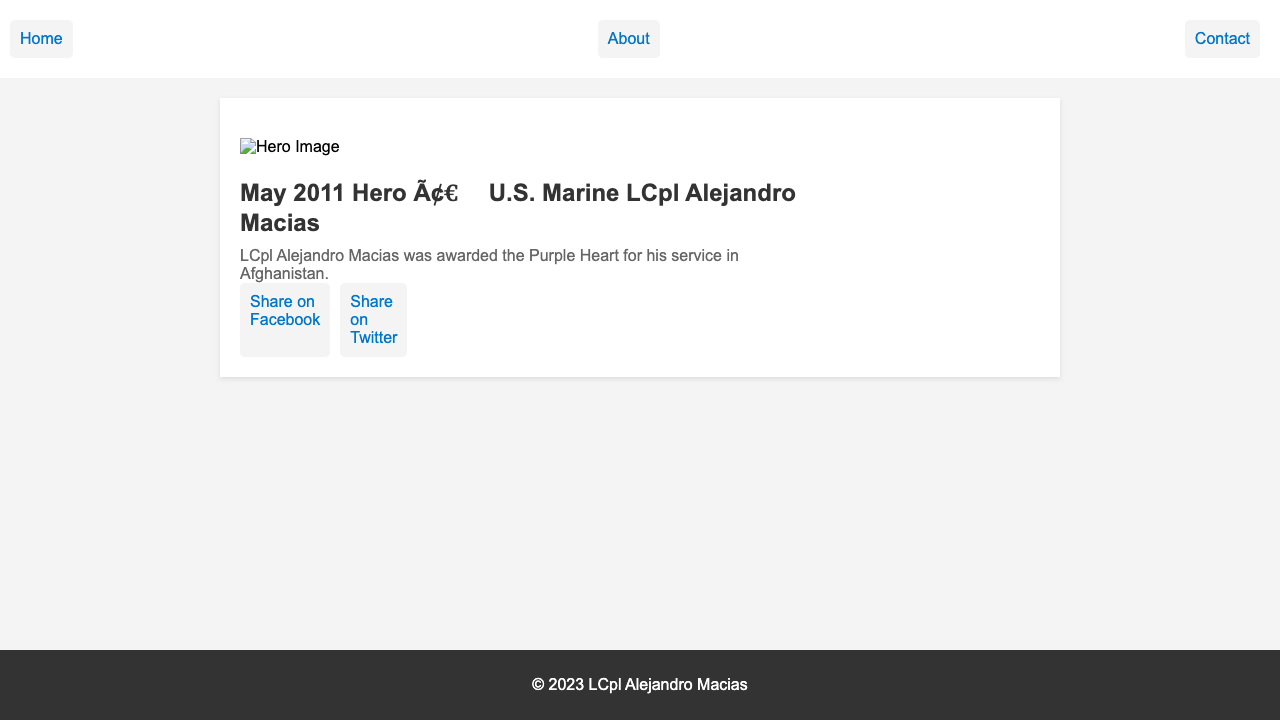 Home
About
Contact
Hero Image
May 2011 Hero Ã¢€ U.S. Marine LCpl Alejandro
Macias
LCpl Alejandro Macias was awarded the Purple Heart for his service in
Afghanistan.
Share on
Facebook
Share
on
Twitter
© 2023 LCpl Alejandro Macias